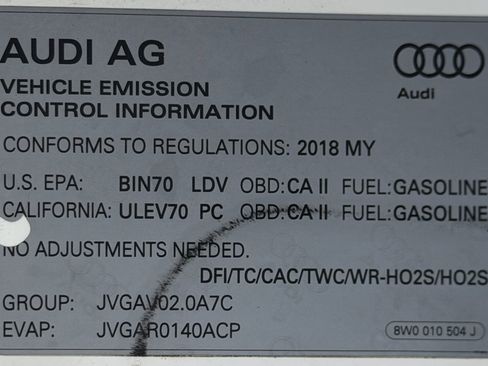 AUDI AG
Audi
VEHICLE EMISSION
CONTROL INFORMATION
CONFORMS TO REGULATIONS: 2018 MY
U.S. EPA: BIN70 LDV OBD:CA II FUEL:GASOLINE
CALIFORNIA: ULEV70 PC OBD:CA II FUEL:GASOLINE
NO ADJUSTMENTS NEEDED.
DFI/TC/CAC/TWC/WR-HO2S/HO2S
GROUP: JVGAV02.0A7C
EVAP: JVGAR0140ACP
8W0 010 504 J